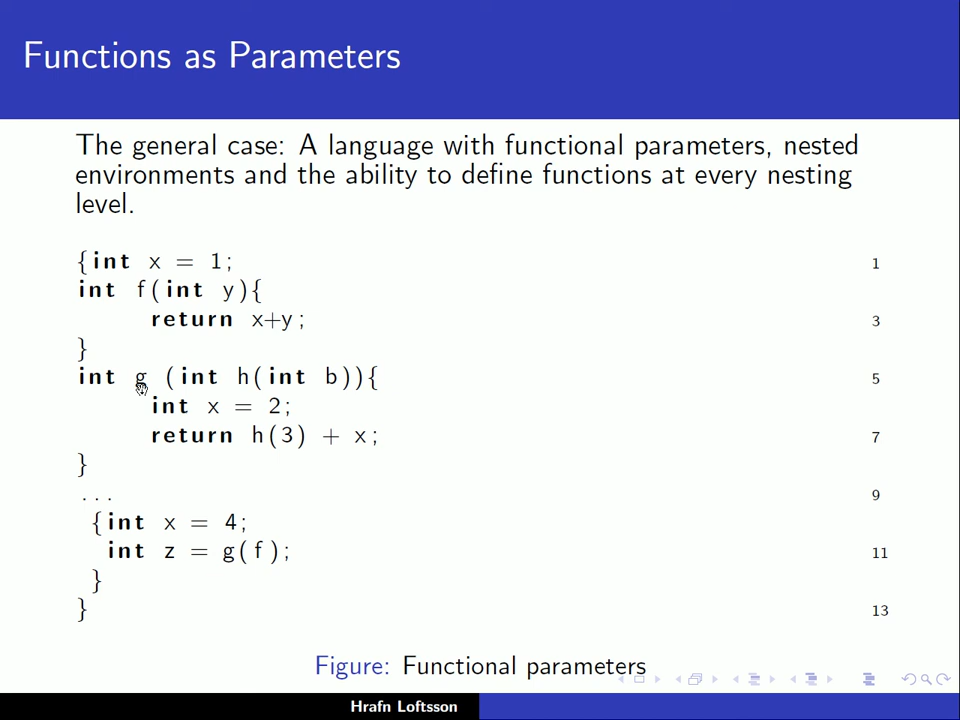 Functions as Parameters
The general case: A language with functional parameters, nested
environments and the ability to define functions at every nesting
level.
{int x = 1; 1
int f(int y){
return x+y; 3
}
int g (int h(int b)){ 5
int x = 2;
return h(3) + x; 7
}
... 9
{int x = 4;
int z = g(f); 11
}
} 13
Figure: Functional parameters
Hrafn Loftsson